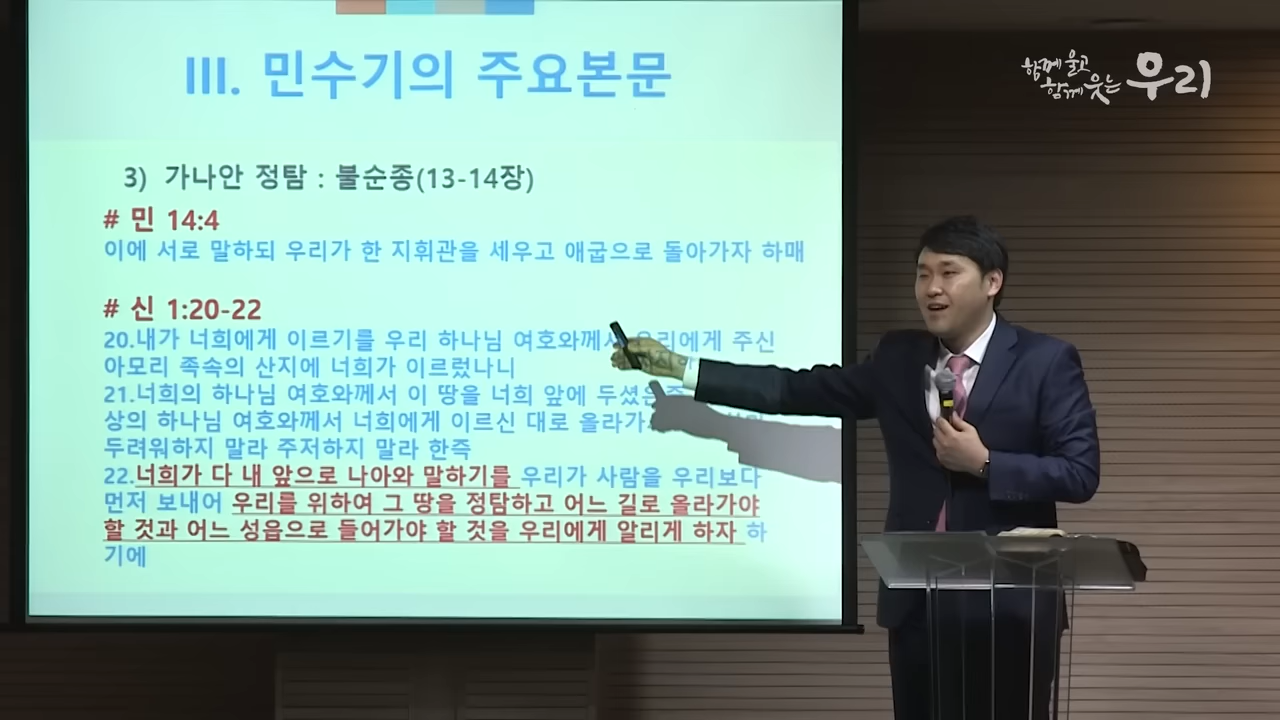 III. 민수기의 주요본문
함께 울고
함께 웃는 우리
3) 가나안 정탐 : 불순종(13-14장)
# 민 14:4
이에 서로 말하되 우리가 한 지휘관을 세우고 애굽으로 돌아가자 하매
# 신 1:20-22
20.내가 너희에게 이르기를 우리 하나님 여호와께서 우리에게 주신
아모리 족속의 산지에 너희가 이르렀나니
21.너희의 하나님 여호와께서 이 땅을 너희 앞에 두셨은즉
상의 하나님 여호와께서 너희에게 이르신 대로 올라가서
두려워하지 말라 주저하지 말라 한즉
22.너희가 다 내 앞으로 나아와 말하기를 우리가 사람을 우리보다
먼저 보내어 우리를 위하여 그 땅을 정탐하고 어느 길로 올라가야
할 것과 어느 성읍으로 들어가야 할 것을 우리에게 알리게 하자 하
기에